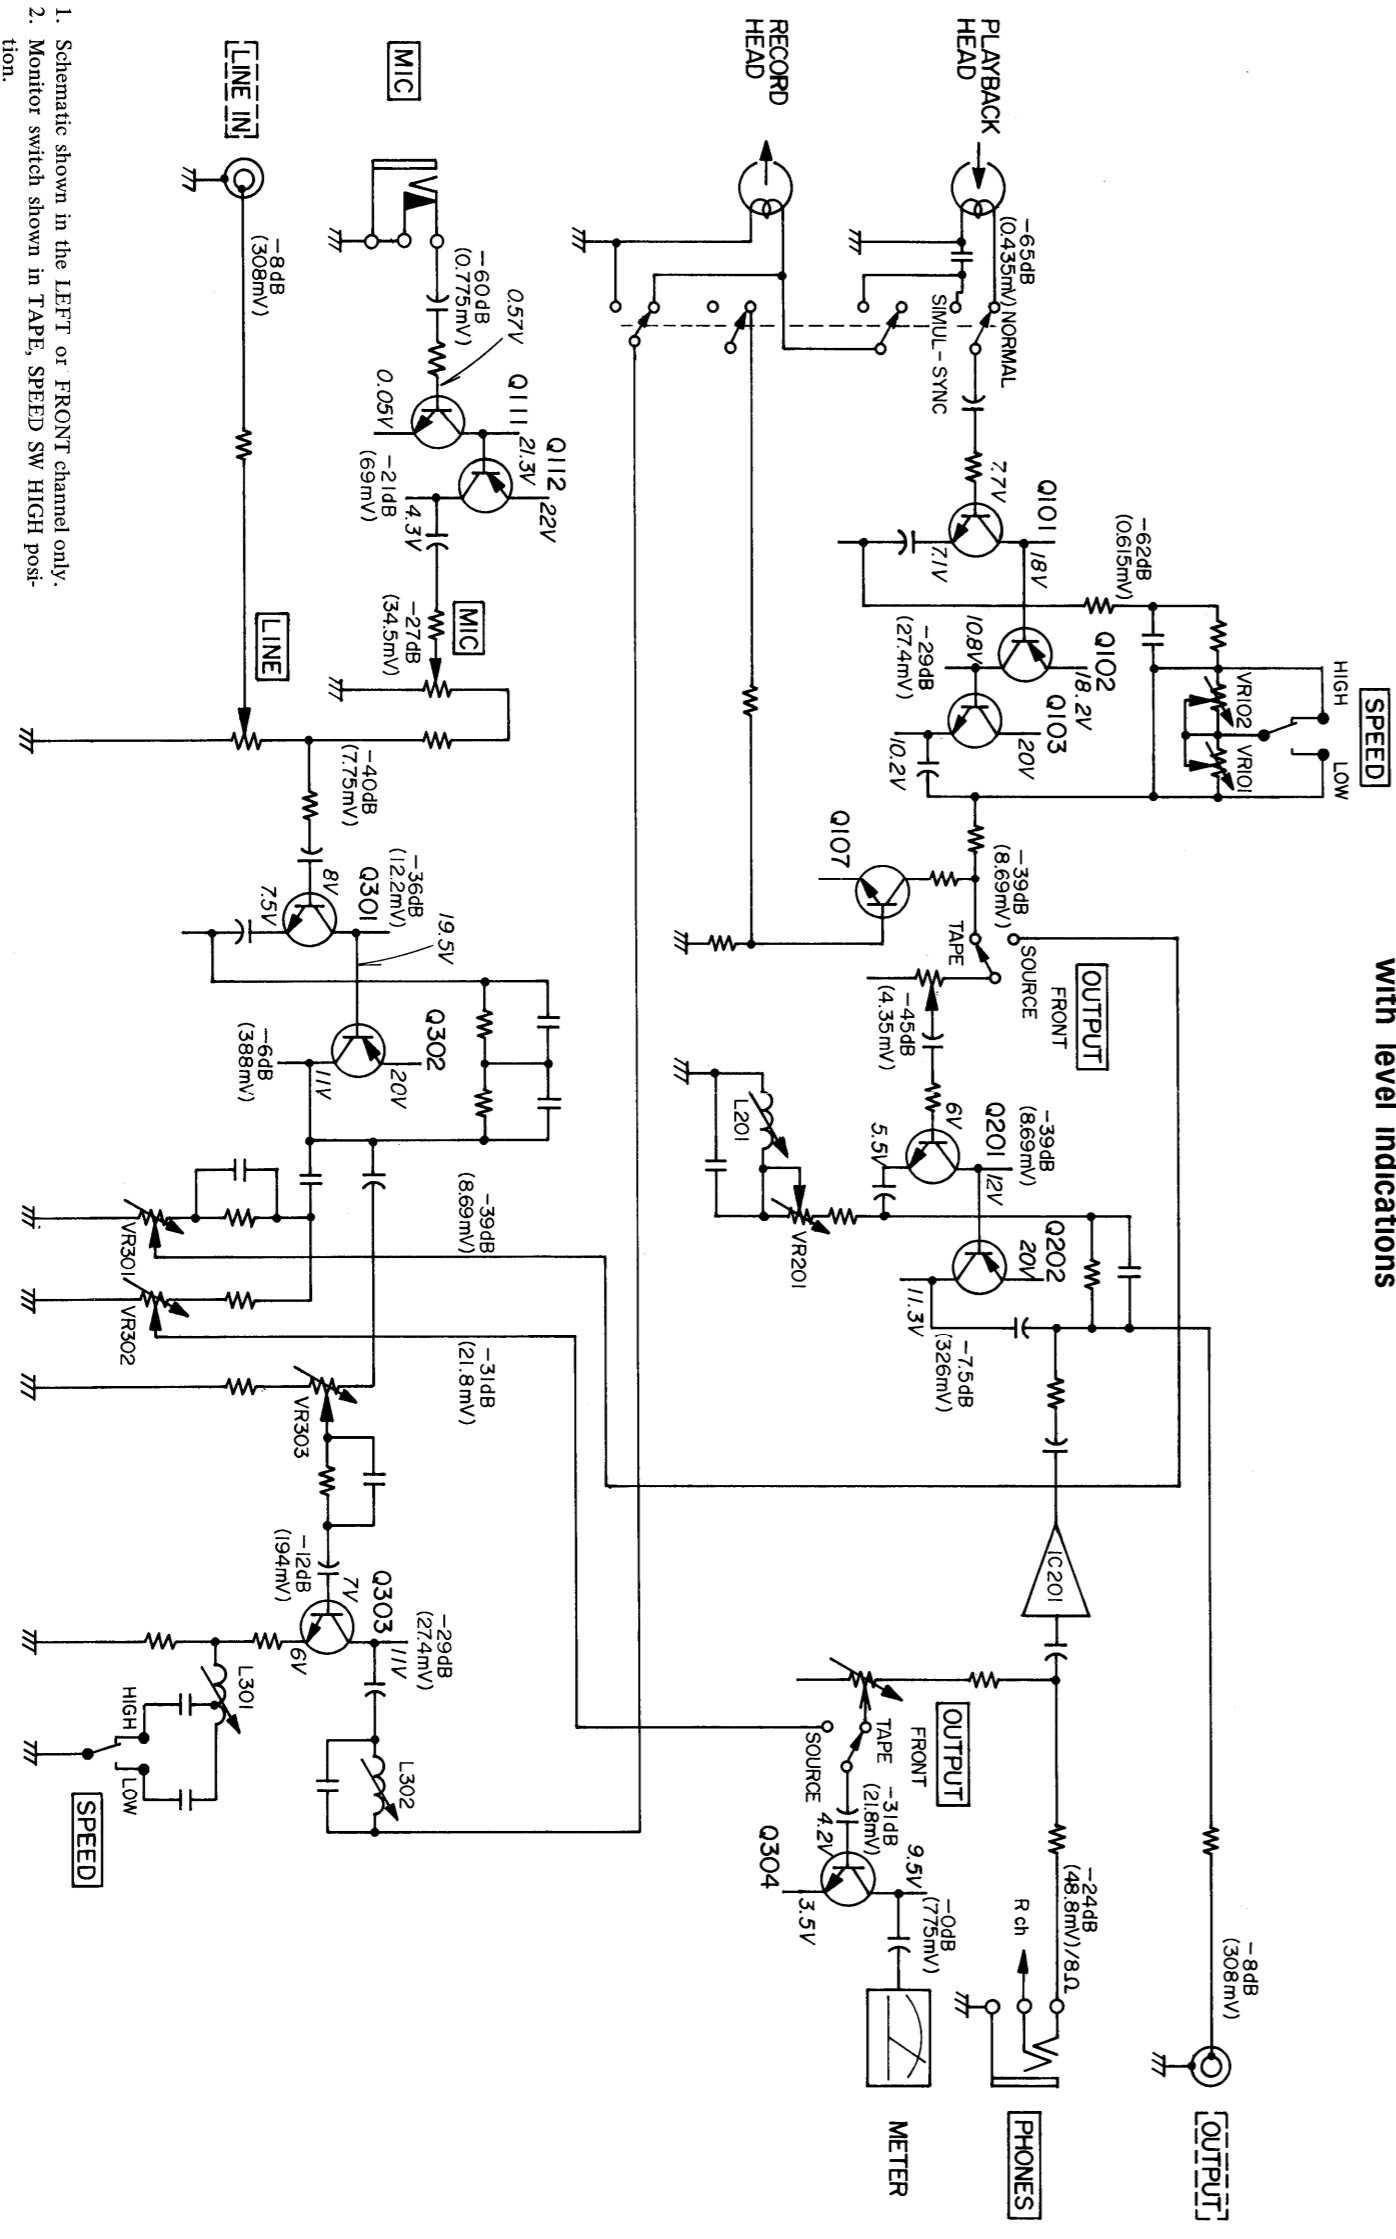 with level indications
SPEED
HIGH
LOW
VR102
VR101
-62dB
(0.615mV)
PLAYBACK
HEAD
-65dB
(0.435mV)
NORMAL
SIMUL-SYNC
7.7V
Q101
18V
7.1V
Q102
18.2V
10.8V
-29dB
(27.4mV)
Q103
20V
10.2V
-39dB
(8.69mV)
TAPE
SOURCE
FRONT
OUTPUT
Q107
-45dB
(4.35mV)
6V
Q201
-39dB
(8.69mV)
12V
5.5V
Q202
20V
11.3V
-7.5dB
(326mV)
L201
VR201
IC201
-24dB
(48.8mV)/8Ω
R ch
PHONES
-8dB
(308mV)
OUTPUT
OUTPUT
FRONT
TAPE
SOURCE
-31dB
(21.8mV)
4.2V
Q304
9.5V
3.5V
-0dB
(775mV)
METER
RECORD
HEAD
MIC
-60dB
(0.775mV)
0.57V
Q111
21.3V
0.05V
Q112
22V
-21dB
(69mV)
4.3V
-27dB
(34.5mV)
MIC
LINE IN
-8dB
(308mV)
LINE
-40dB
(7.75mV)
8V
Q301
-36dB
(12.2mV)
7.5V
19.5V
Q302
20V
11V
-6dB
(388mV)
-39dB
(8.69mV)
VR301
VR302
-31dB
(21.8mV)
VR303
-12dB
(194mV)
7V
Q303
-29dB
(27.4mV)
11V
6V
L301
L302
HIGH
LOW
SPEED
1. Schematic shown in the LEFT or FRONT channel only.
2. Monitor switch shown in TAPE, SPEED SW HIGH posi-
tion.